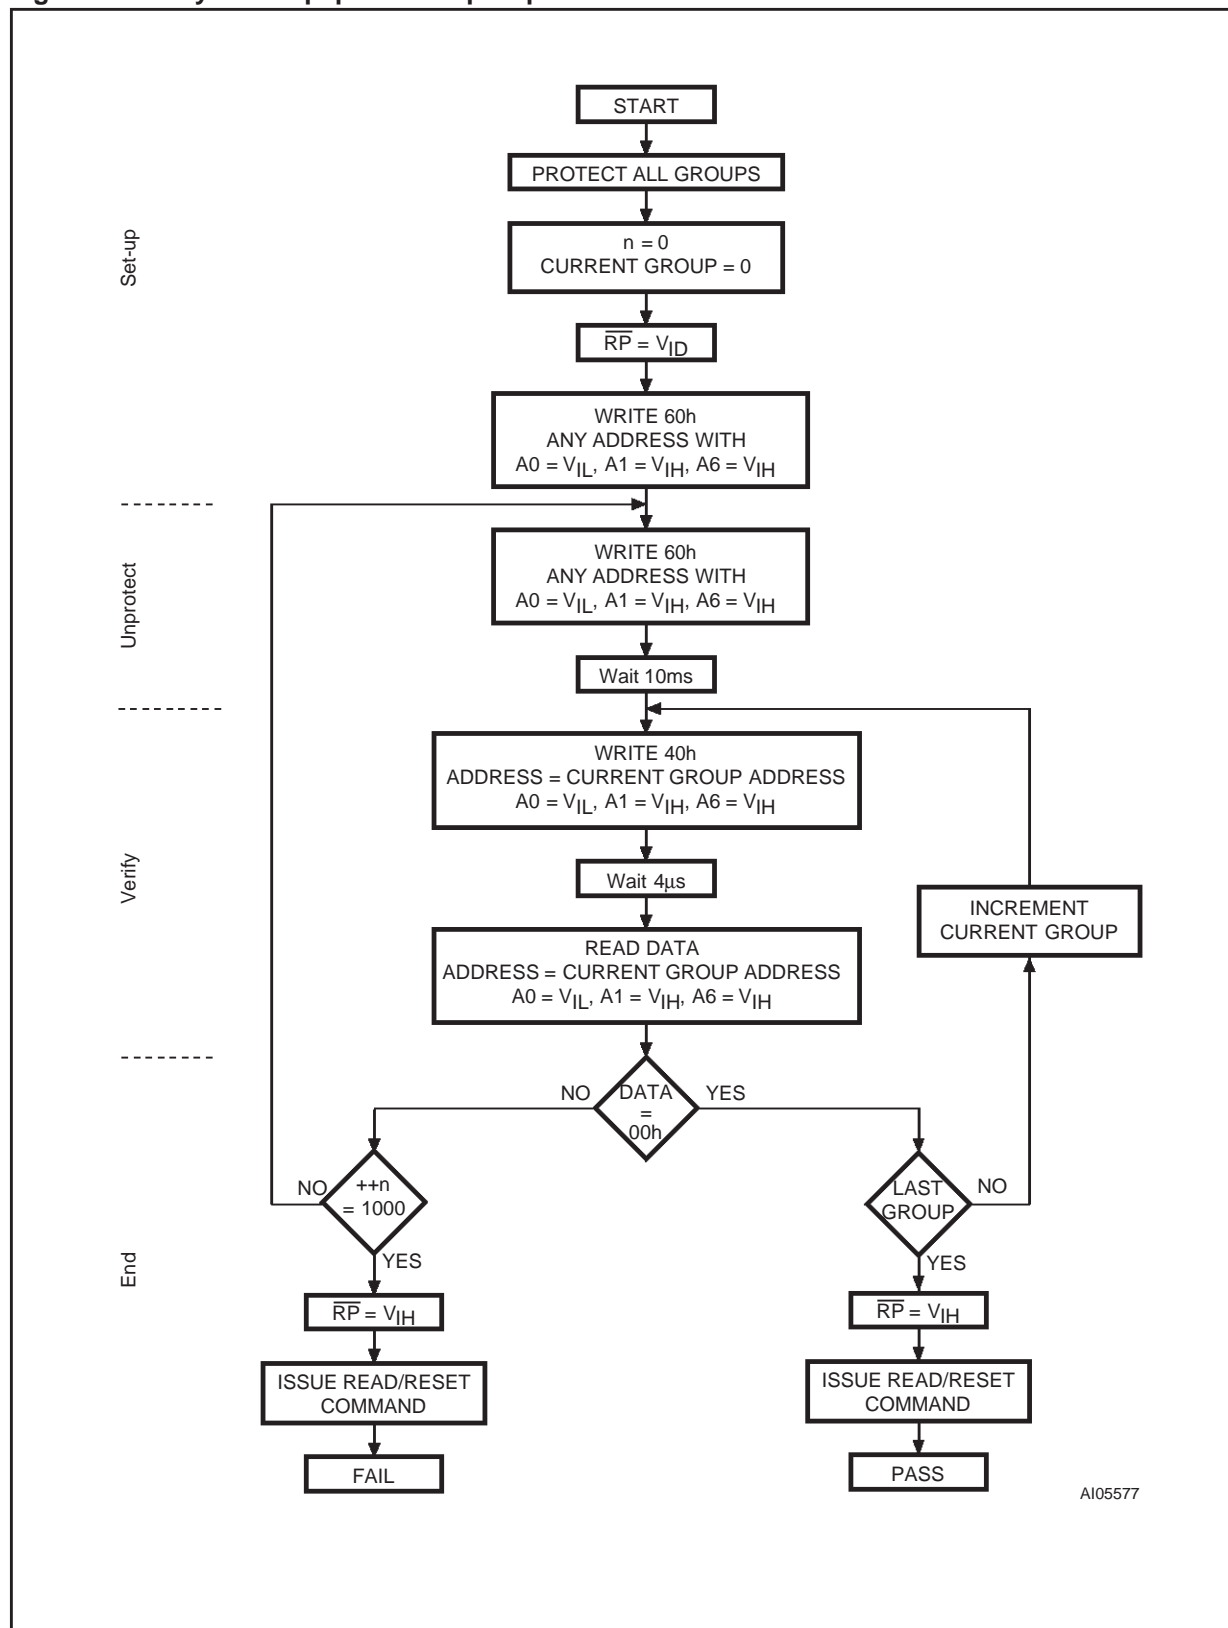 START
PROTECT ALL GROUPS
Set-up
n = 0
CURRENT GROUP = 0
RP = VID
WRITE 60h
ANY ADDRESS WITH
A0 = VIL, A1 = VIH, A6 = VIH
Unprotect
WRITE 60h
ANY ADDRESS WITH
A0 = VIL, A1 = VIH, A6 = VIH
Wait 10ms
Verify
WRITE 40h
ADDRESS = CURRENT GROUP ADDRESS
A0 = VIL, A1 = VIH, A6 = VIH
Wait 4µs
INCREMENT
CURRENT GROUP
READ DATA
ADDRESS = CURRENT GROUP ADDRESS
A0 = VIL, A1 = VIH, A6 = VIH
End
NO
DATA
=
00h
YES
NO
++n
= 1000
YES
LAST
GROUP
NO
YES
RP = VIH
RP = VIH
ISSUE READ/RESET
COMMAND
ISSUE READ/RESET
COMMAND
FAIL
PASS
AI05577